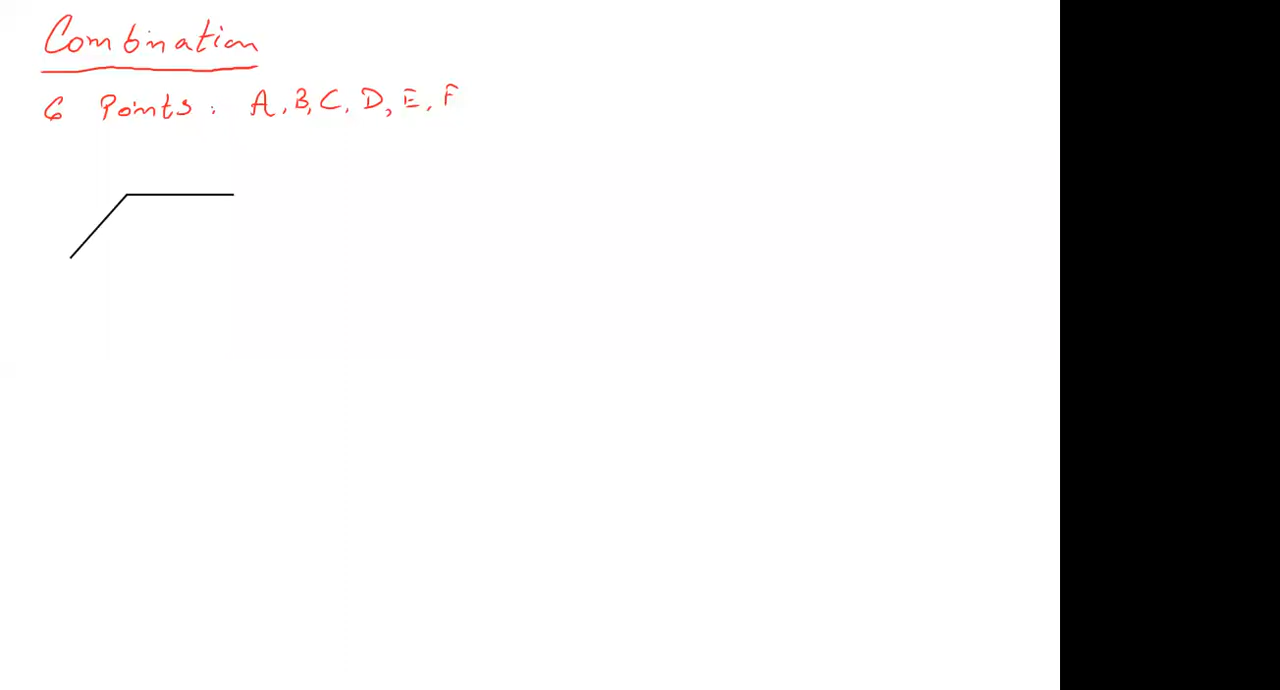 Combination
6 Points : A, B, C, D, E, F